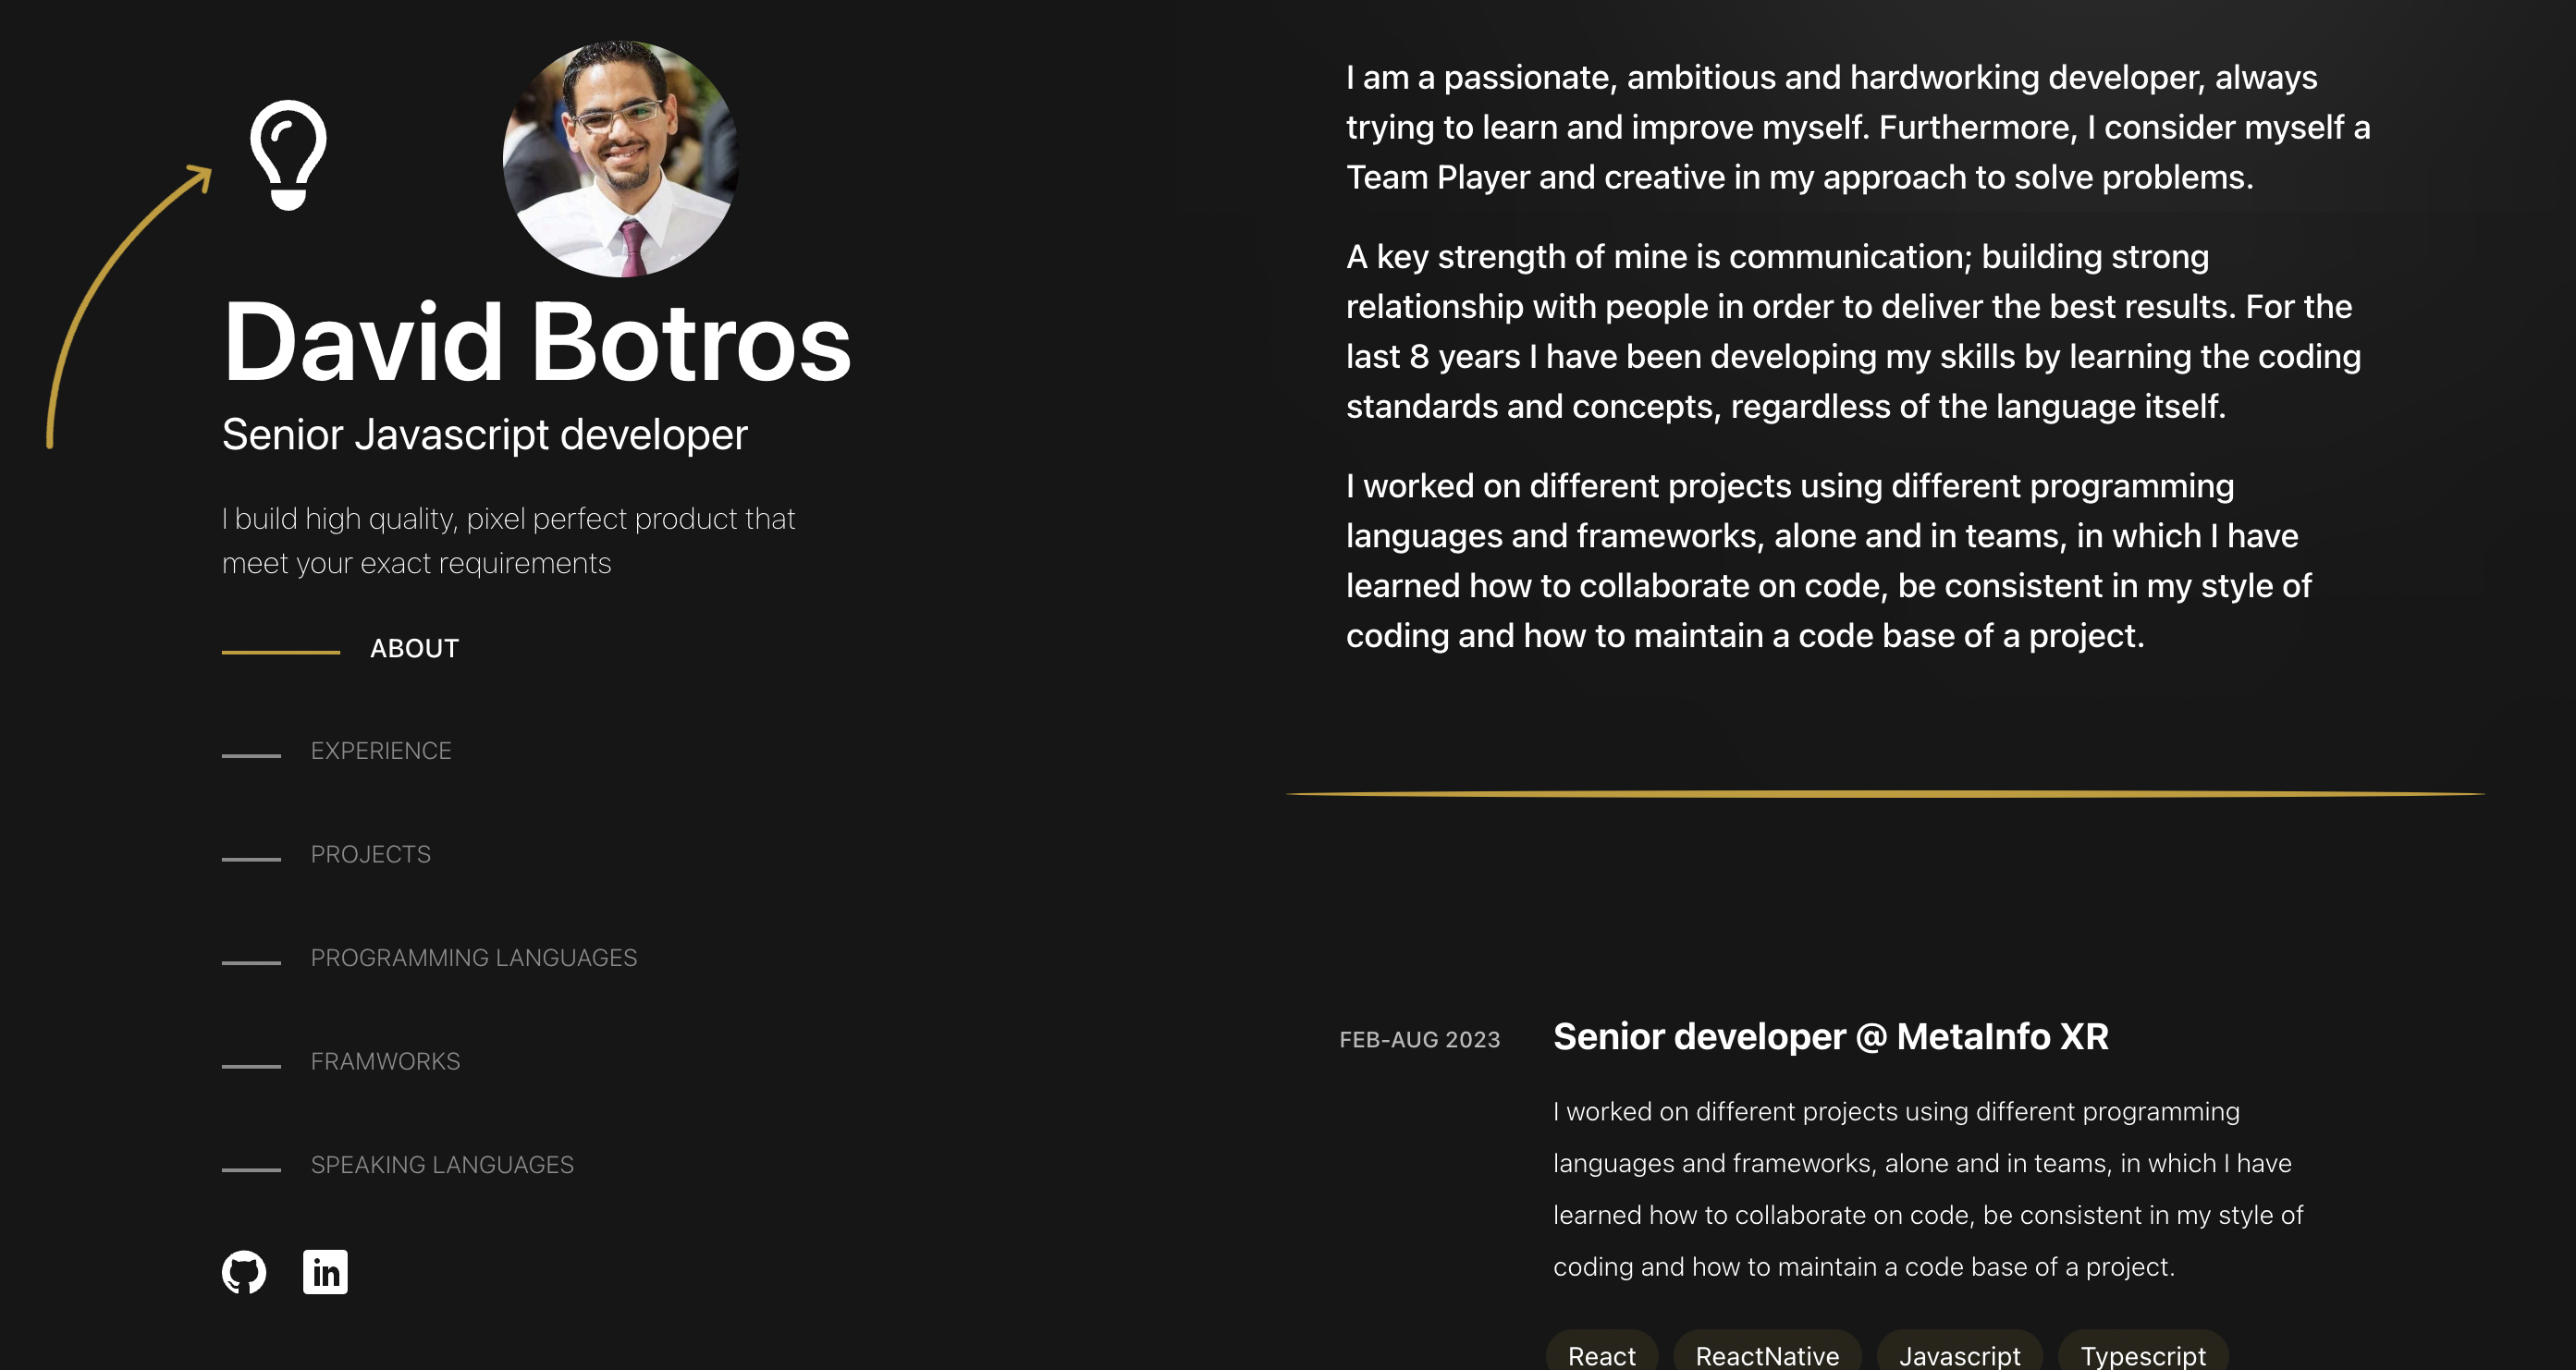 David Botros
Senior Javascript developer
I build high quality, pixel perfect product that
meet your exact requirements
ABOUT
EXPERIENCE
PROJECTS
PROGRAMMING LANGUAGES
FRAMWORKS
SPEAKING LANGUAGES
in
I am a passionate, ambitious and hardworking developer, always
trying to learn and improve myself. Furthermore, I consider myself a
Team Player and creative in my approach to solve problems.
A key strength of mine is communication; building strong
relationship with people in order to deliver the best results. For the
last 8 years I have been developing my skills by learning the coding
standards and concepts, regardless of the language itself.
I worked on different projects using different programming
languages and frameworks, alone and in teams, in which I have
learned how to collaborate on code, be consistent in my style of
coding and how to maintain a code base of a project.
FEB-AUG 2023
Senior developer @ MetaInfo XR
I worked on different projects using different programming
languages and frameworks, alone and in teams, in which I have
learned how to collaborate on code, be consistent in my style of
coding and how to maintain a code base of a project.
React ReactNative Javascript Typescript